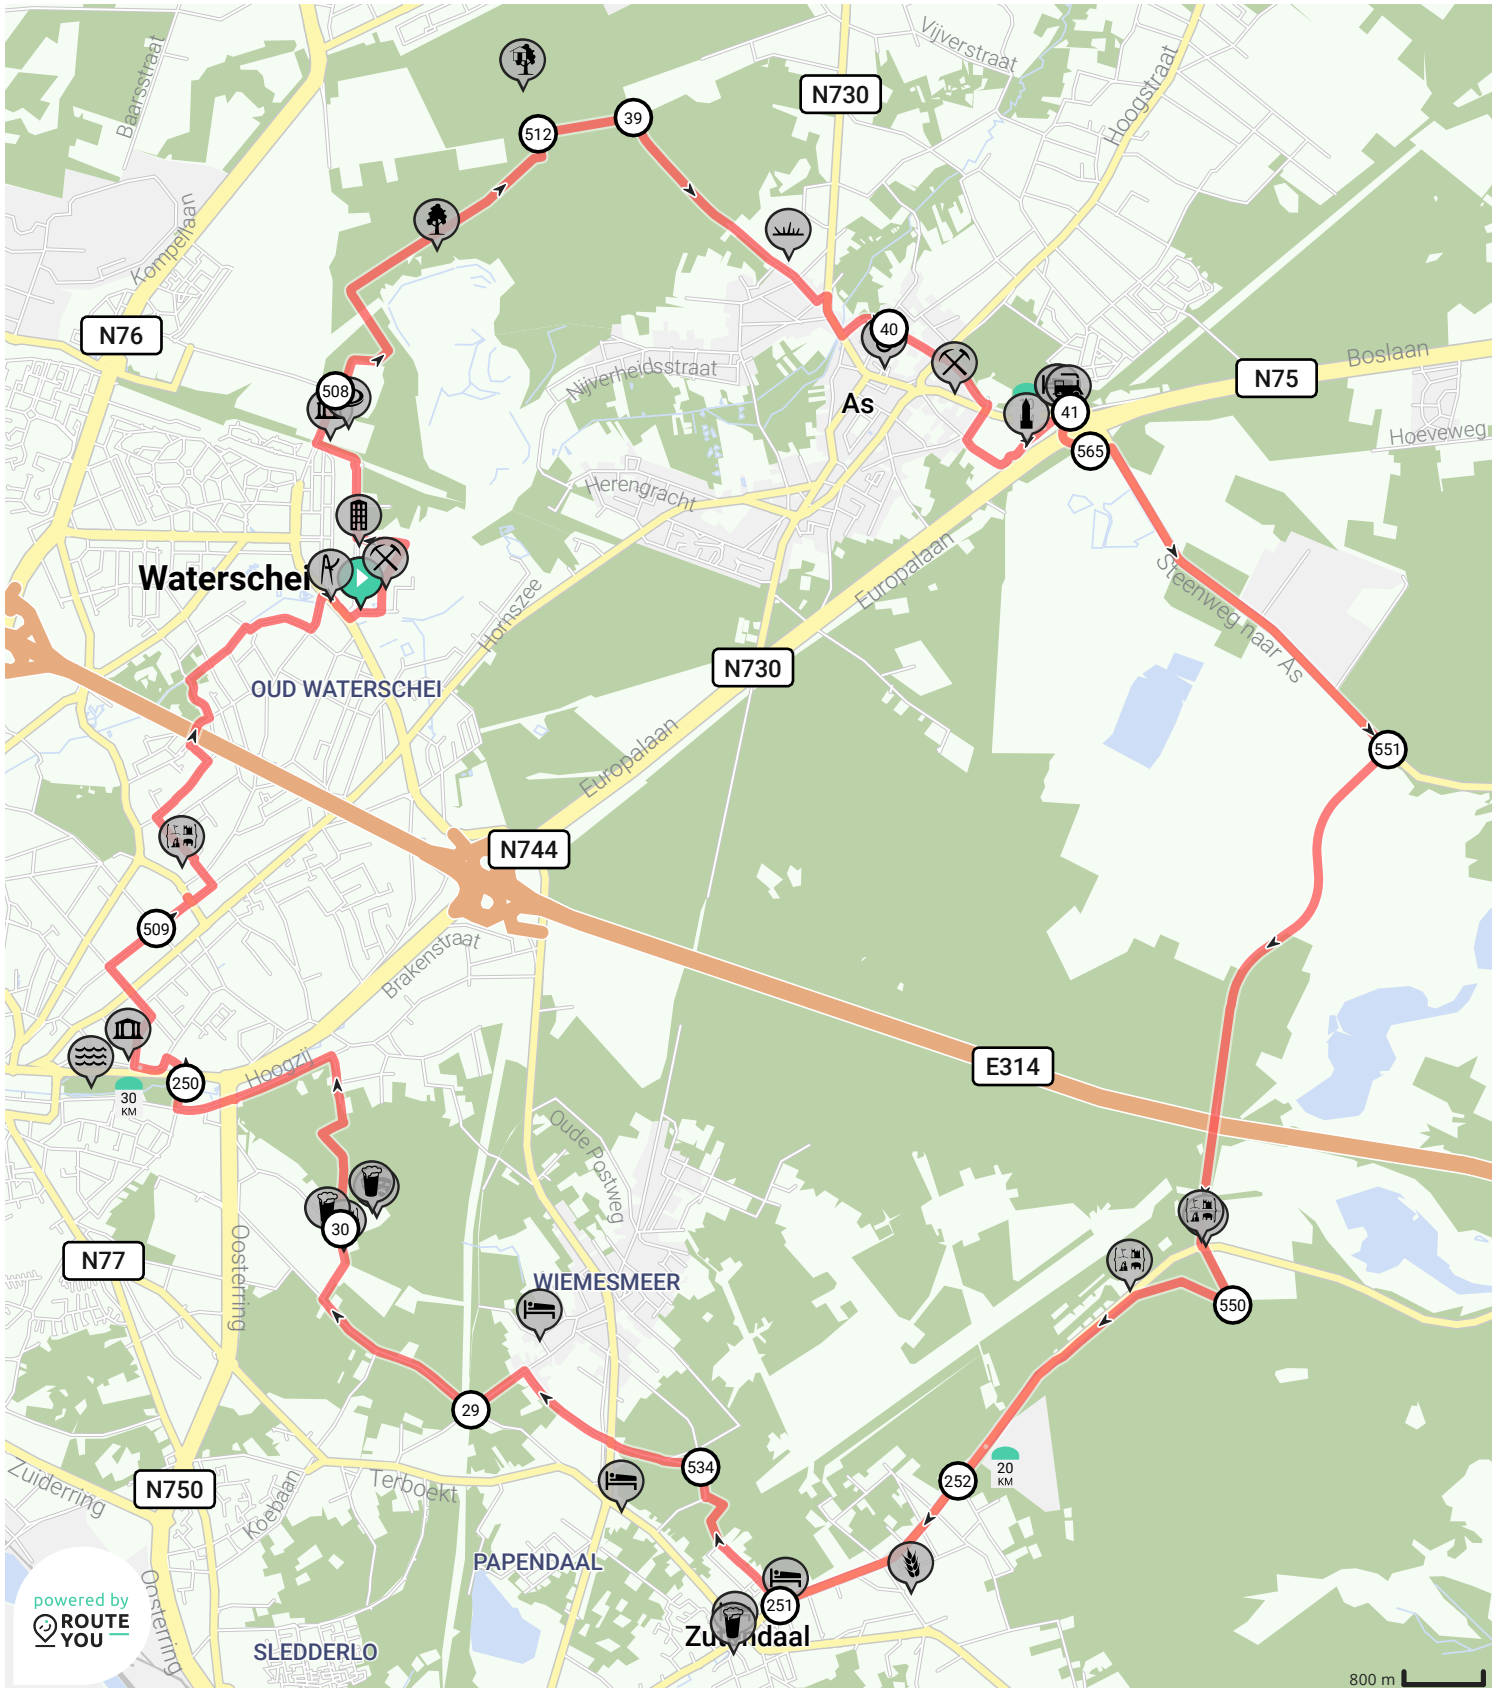 Baarsstraat
Vijverstraat
Hoogstraat
N730
39
512
Kompellaan
N76
40
Nijverheidsstraat
Boslaan
N75
508
As
41
Hoeveweg
565
Herengracht
Europalaan
Steenweg naar As
Waterschei
Hornszee
N730
OUD WATERSCHEI
Europalaan
551
N744
509
Brakenstraat
E314
Hoogzij
250
30
KM
Oude Postweg
30
Oosterring
N77
WIEMESMEER
550
29
534
20
KM
252
Zuiderring
N750
Koebaan
Terboekt
PAPENDAAL
Oosterring
251
powered by
ROUTE
YOU
SLEDDERLO
800 m